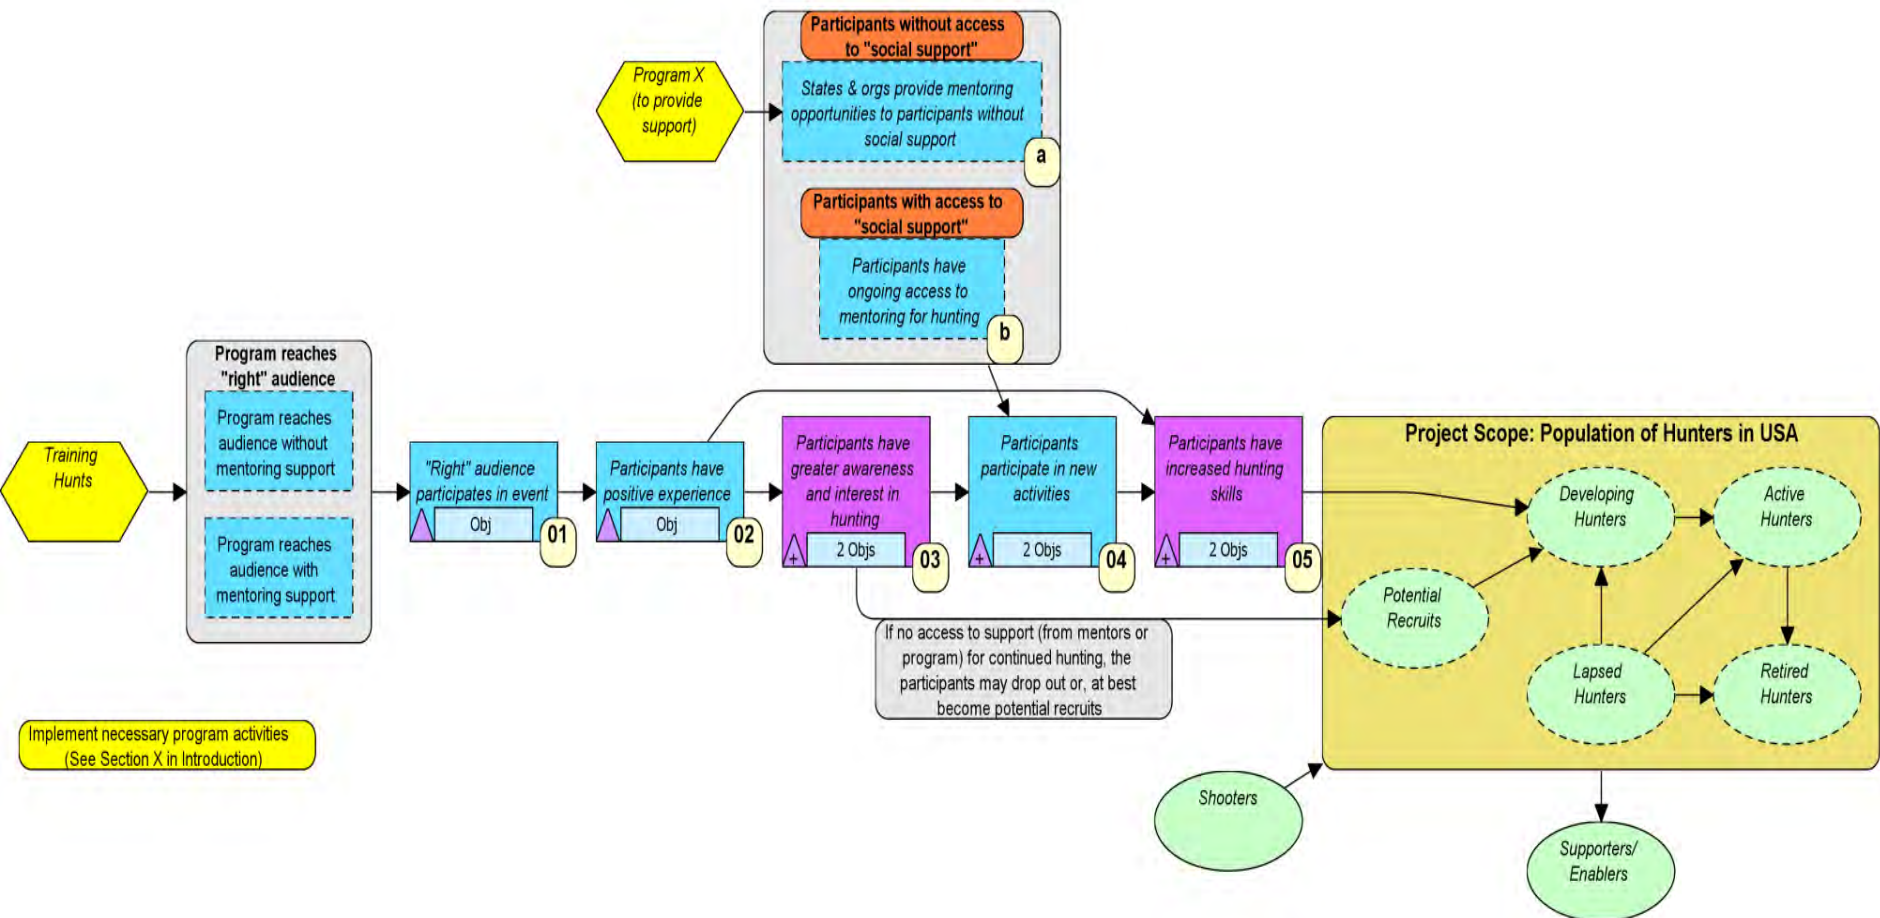 Participants without access
to "social support"
Program X
(to provide
support)
States & orgs provide mentoring
opportunities to participants without
social support
a
Participants with access to
"social support"
Participants have
ongoing access to
mentoring for hunting
b
Program reaches
"right" audience
Program reaches
audience without
mentoring support
Program reaches
audience with
mentoring support
Training
Hunts
"Right" audience
participates in event
Obj
01
Participants have
positive experience
Obj
02
Participants have
greater awareness
and interest in
hunting
+
2 Objs
03
Participants
participate in new
activities
+
2 Objs
04
Participants have
increased hunting
skills
+
2 Objs
05
Project Scope: Population of Hunters in USA
Developing
Hunters
Active
Hunters
Potential
Recruits
Lapsed
Hunters
Retired
Hunters
If no access to support (from mentors or
program) for continued hunting, the
participants may drop out or, at best
become potential recruits
Implement necessary program activities
(See Section X in Introduction)
Shooters
Supporters/
Enablers